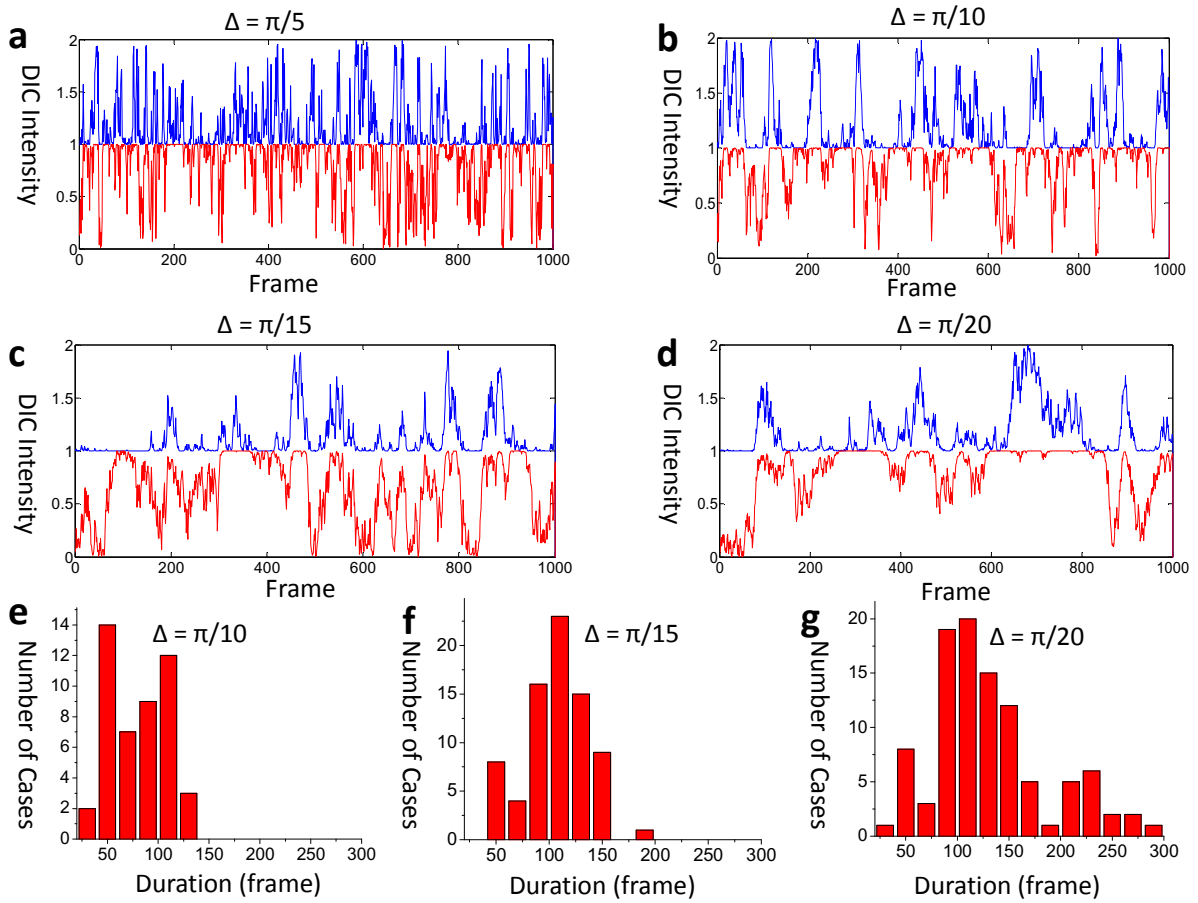 a
Δ = π/5
DIC Intensity
2
1.5
1
0.5
0
0 200 400 600 800 1000
Frame
b
Δ = π/10
DIC Intensity
2
1.5
1
0.5
0
0 200 400 600 800 1000
Frame
c
Δ = π/15
DIC Intensity
2
1.5
1
0.5
0
0 200 400 600 800 1000
Frame
d
Δ = π/20
DIC Intensity
2
1.5
1
0.5
0
0 200 400 600 800 1000
Frame
e
Δ = π/10
Number of Cases
14
12
10
8
6
4
2
0
50 100 150 200 250 300
Duration (frame)
f
Δ = π/15
Number of Cases
20
15
10
5
0
50 100 150 200 250 300
Duration (frame)
g
Δ = π/20
Number of Cases
20
15
10
5
0
50 100 150 200 250 300
Duration (frame)